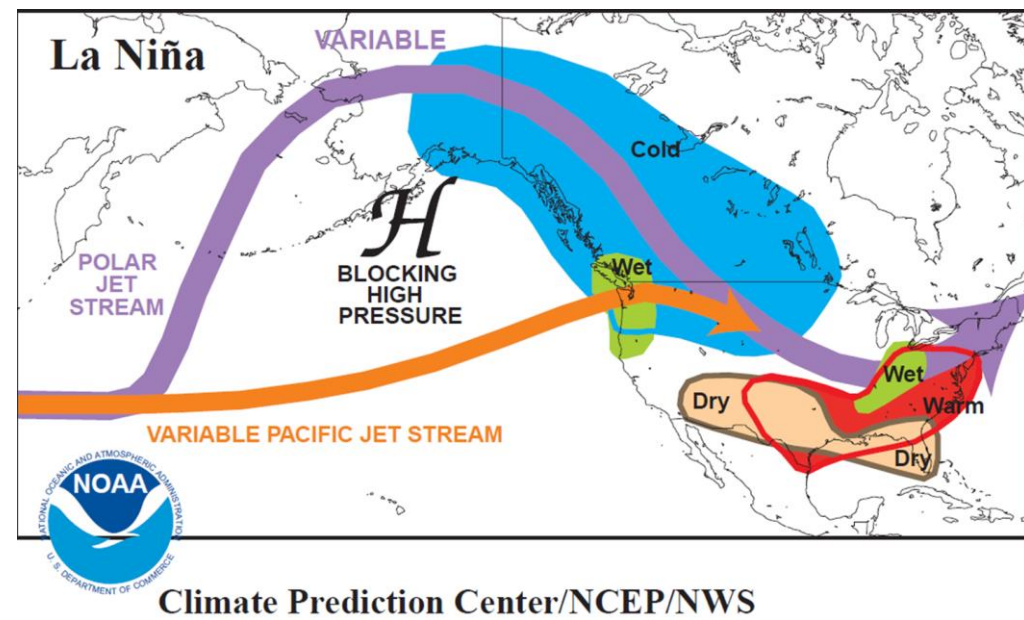 La Niña
VARIABLE
Cold
POLAR
JET
STREAM
H
BLOCKING
HIGH
PRESSURE
Wet
Wet
Dry
Warm
Dry
VARIABLE PACIFIC JET STREAM
NATIONAL OCEANIC AND ATMOSPHERIC ADMINISTRATION
NOAA
U.S. DEPARTMENT OF COMMERCE
Climate Prediction Center/NCEP/NWS